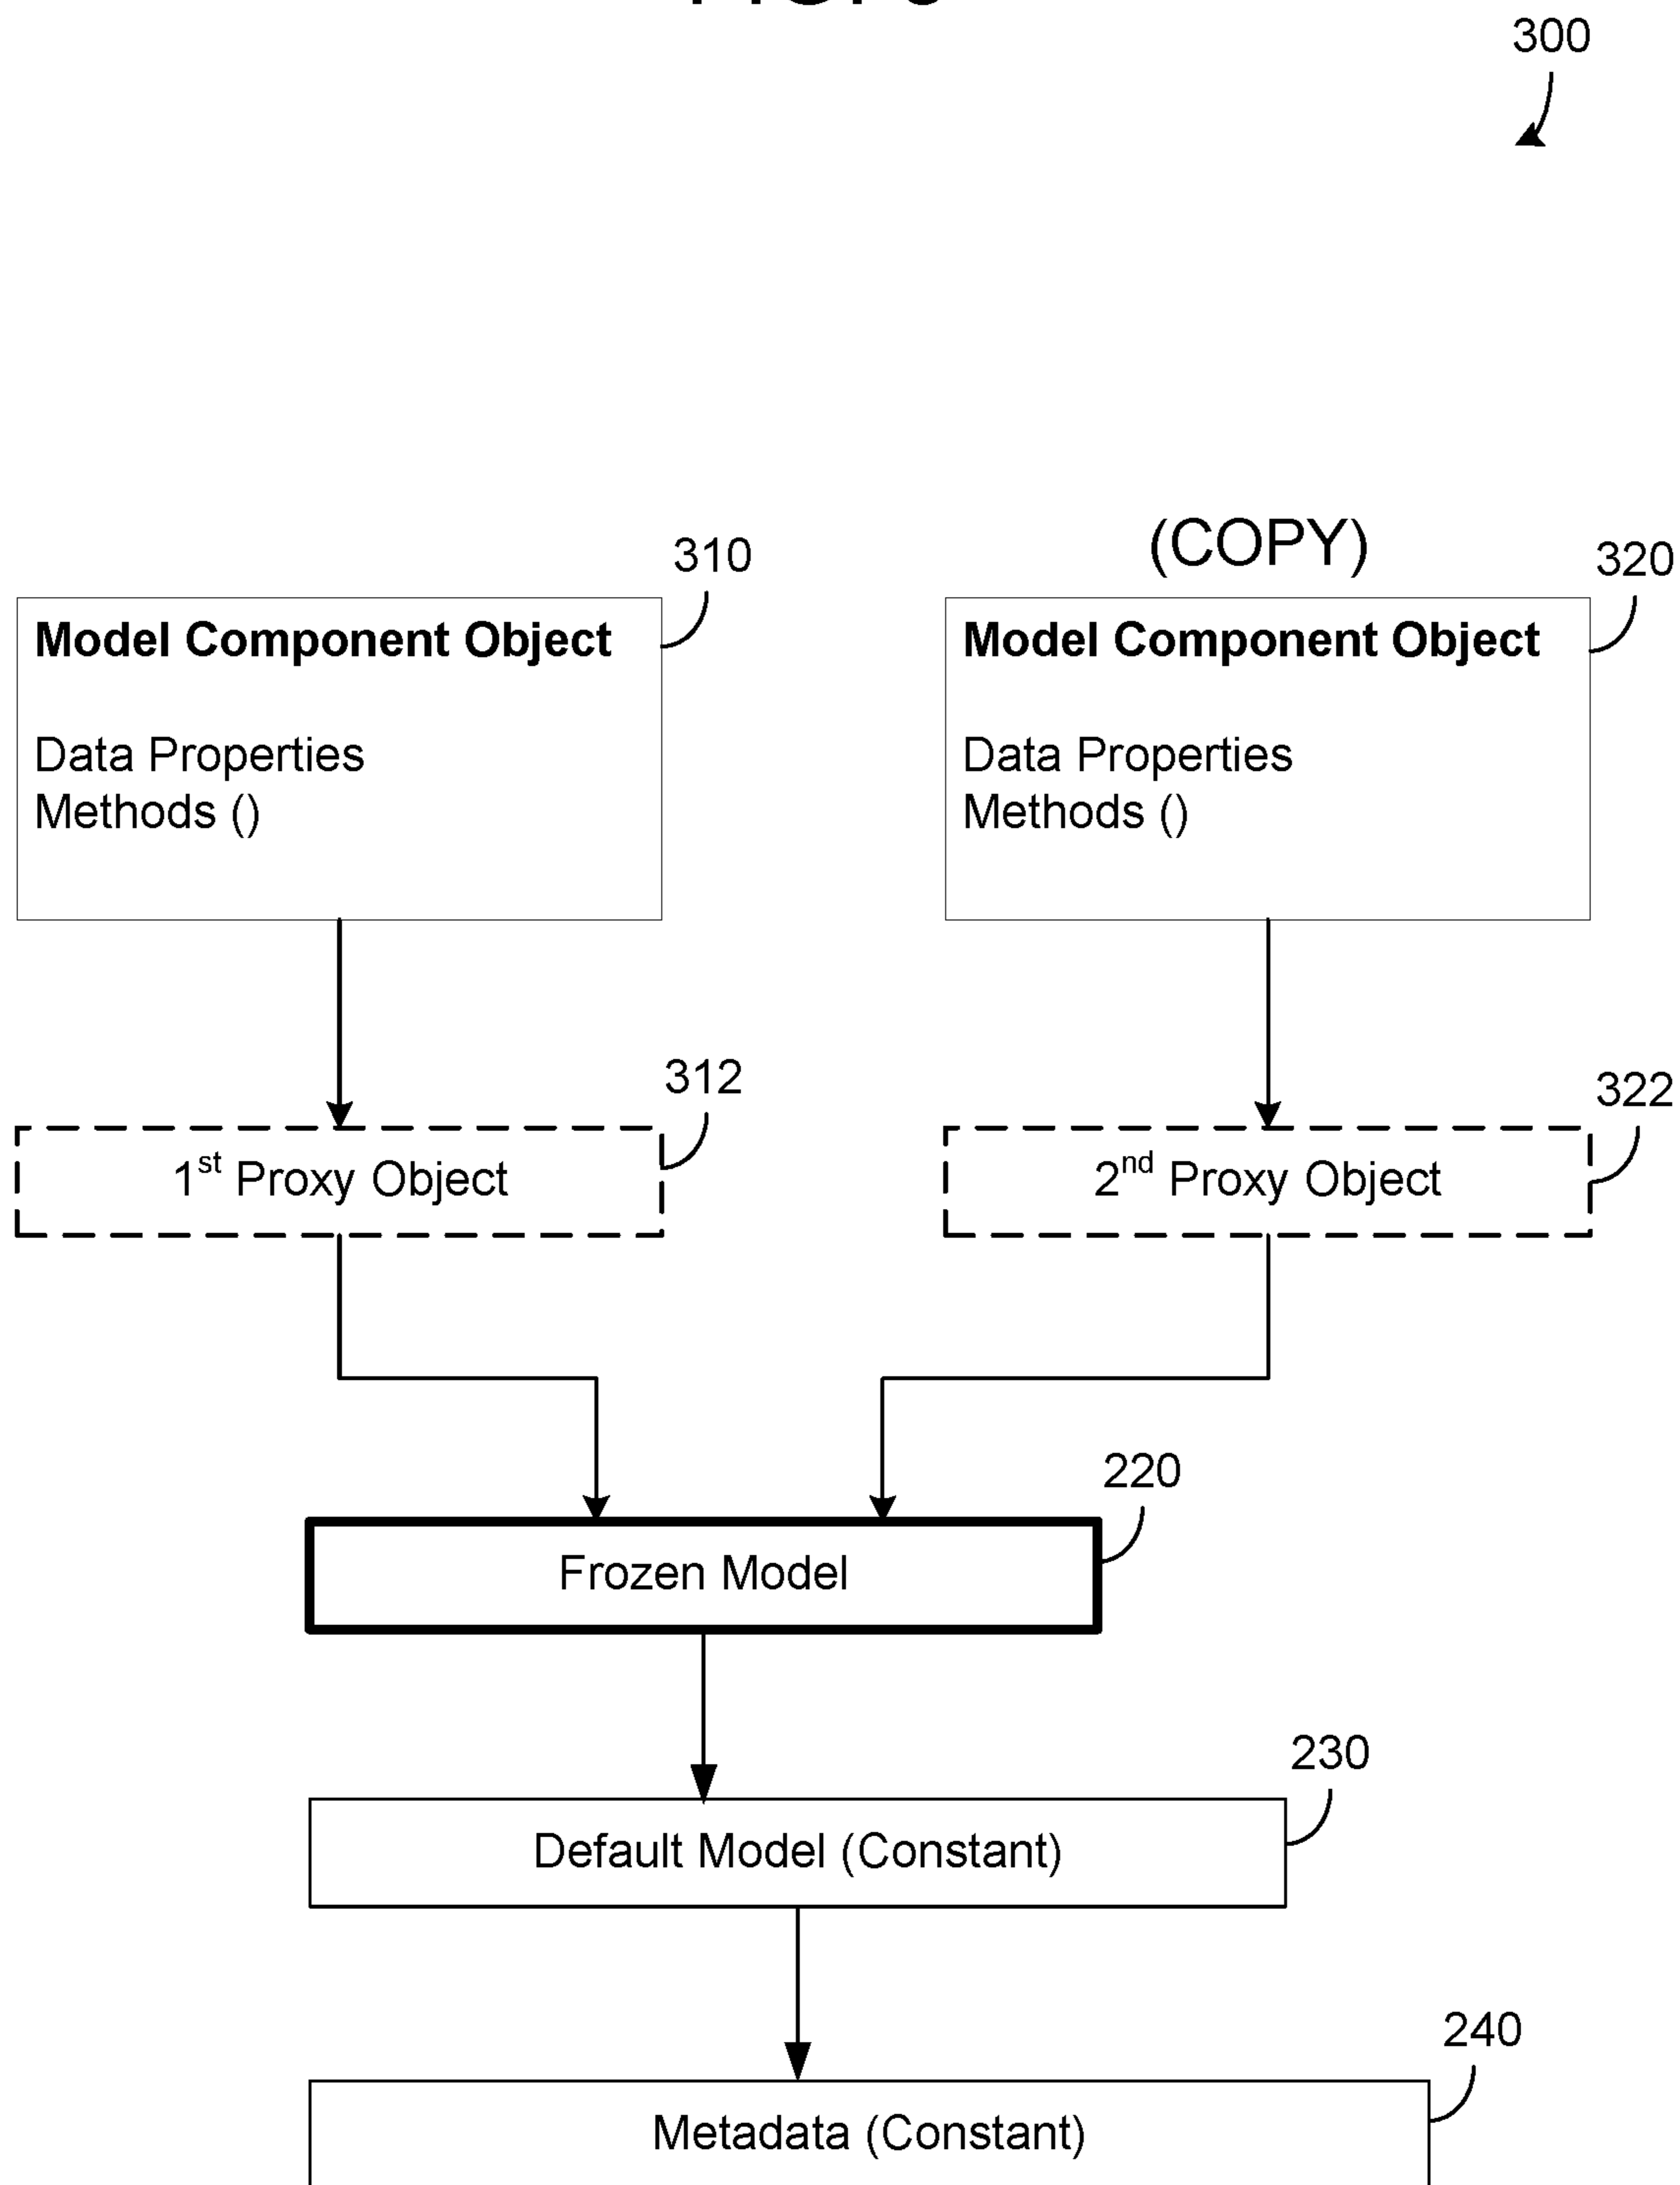 300
(COPY)
310
320
Model Component Object
Data Properties
Methods ()
Model Component Object
Data Properties
Methods ()
312
322
1st Proxy Object
2nd Proxy Object
220
Frozen Model
230
Default Model (Constant)
240
Metadata (Constant)